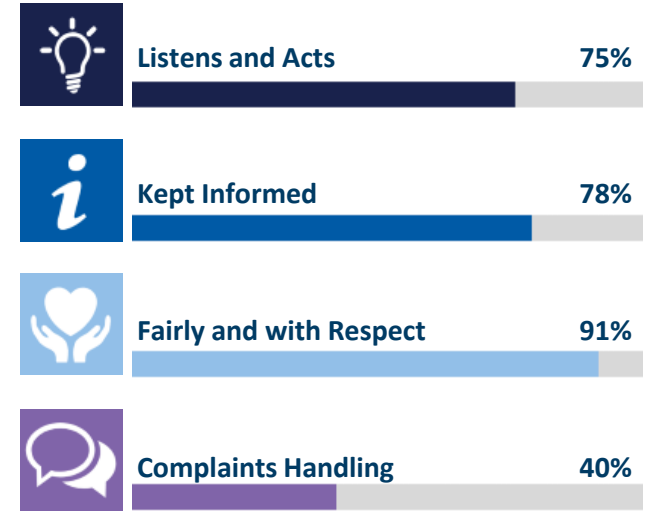 Listens and Acts 75%
Kept Informed 78%
Fairly and with Respect 91%
Complaints Handling 40%